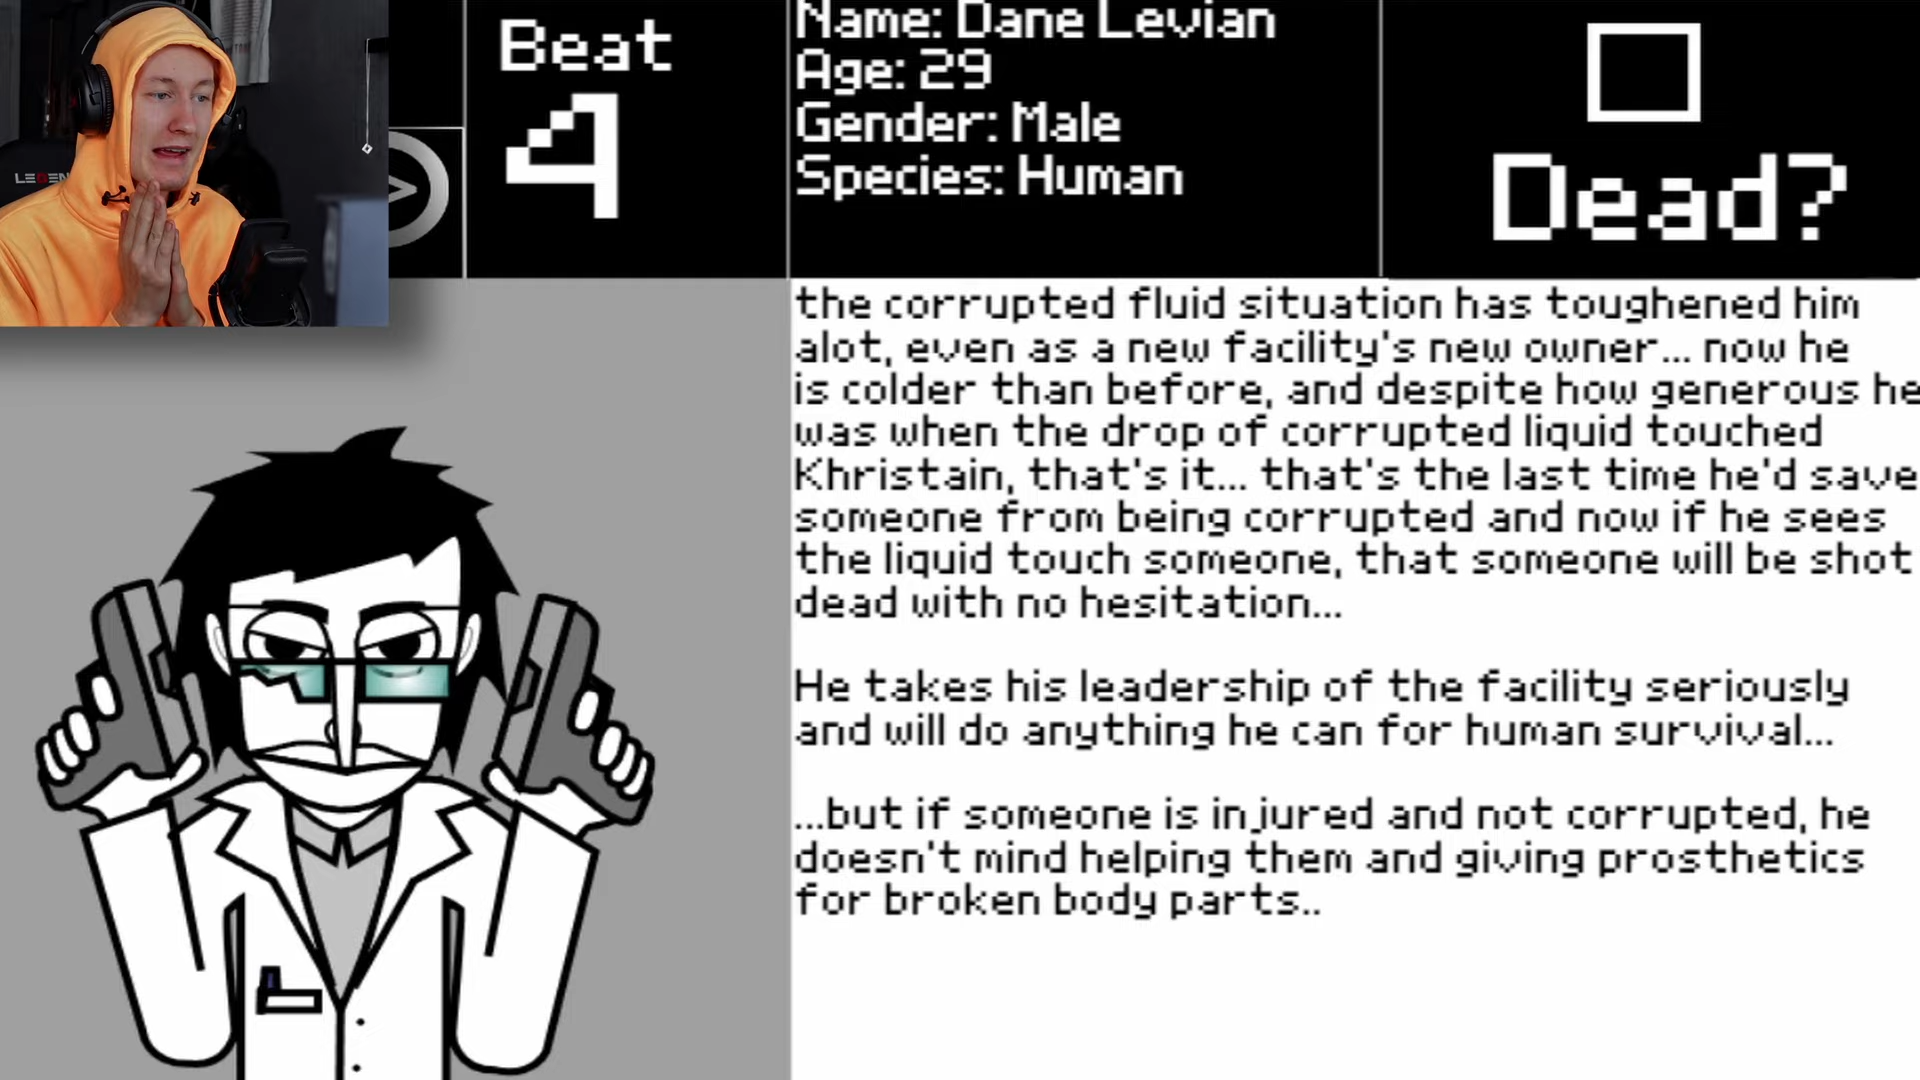 LEGEN
Beat
4
Name: Dane Levian
Age: 29
Gender: Male
Species: Human
Dead?
the corrupted fluid situation has toughened him
alot, even as a new facility's new owner... now he
is colder than before, and despite how generous he
was when the drop of corrupted liquid touched
Khristain, that's it... that's the last time he'd save
someone from being corrupted and now if he sees
the liquid touch someone, that someone will be shot
dead with no hesitation...
He takes his leadership of the facility seriously
and will do anything he can for human survival...
...but if someone is injured and not corrupted, he
doesn't mind helping them and giving prosthetics
for broken body parts..